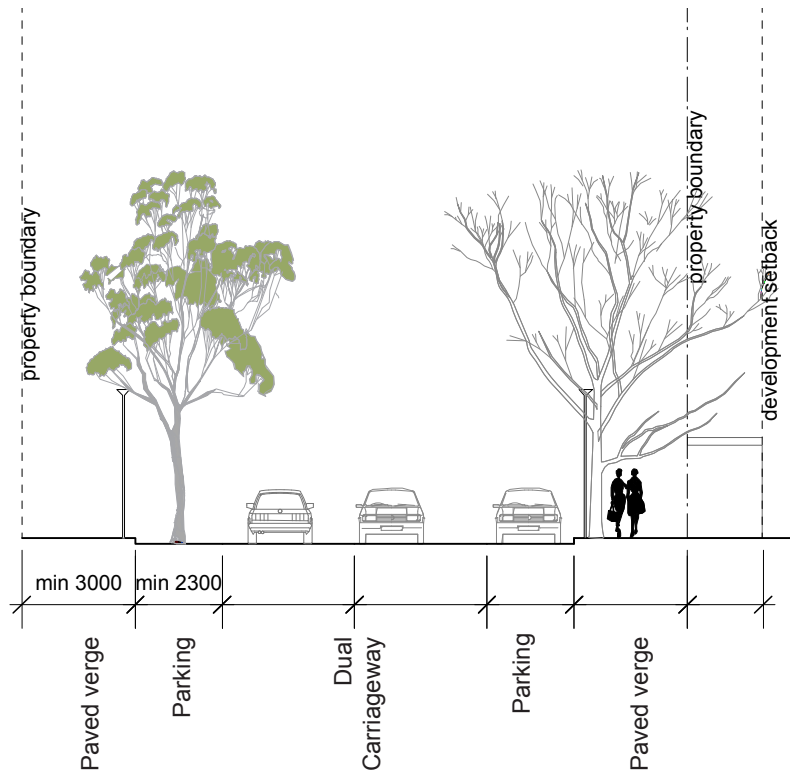 property boundary
property boundary
development setback
min 3000
min 2300
Paved verge
Parking
Dual
Carriageway
Parking
Paved verge